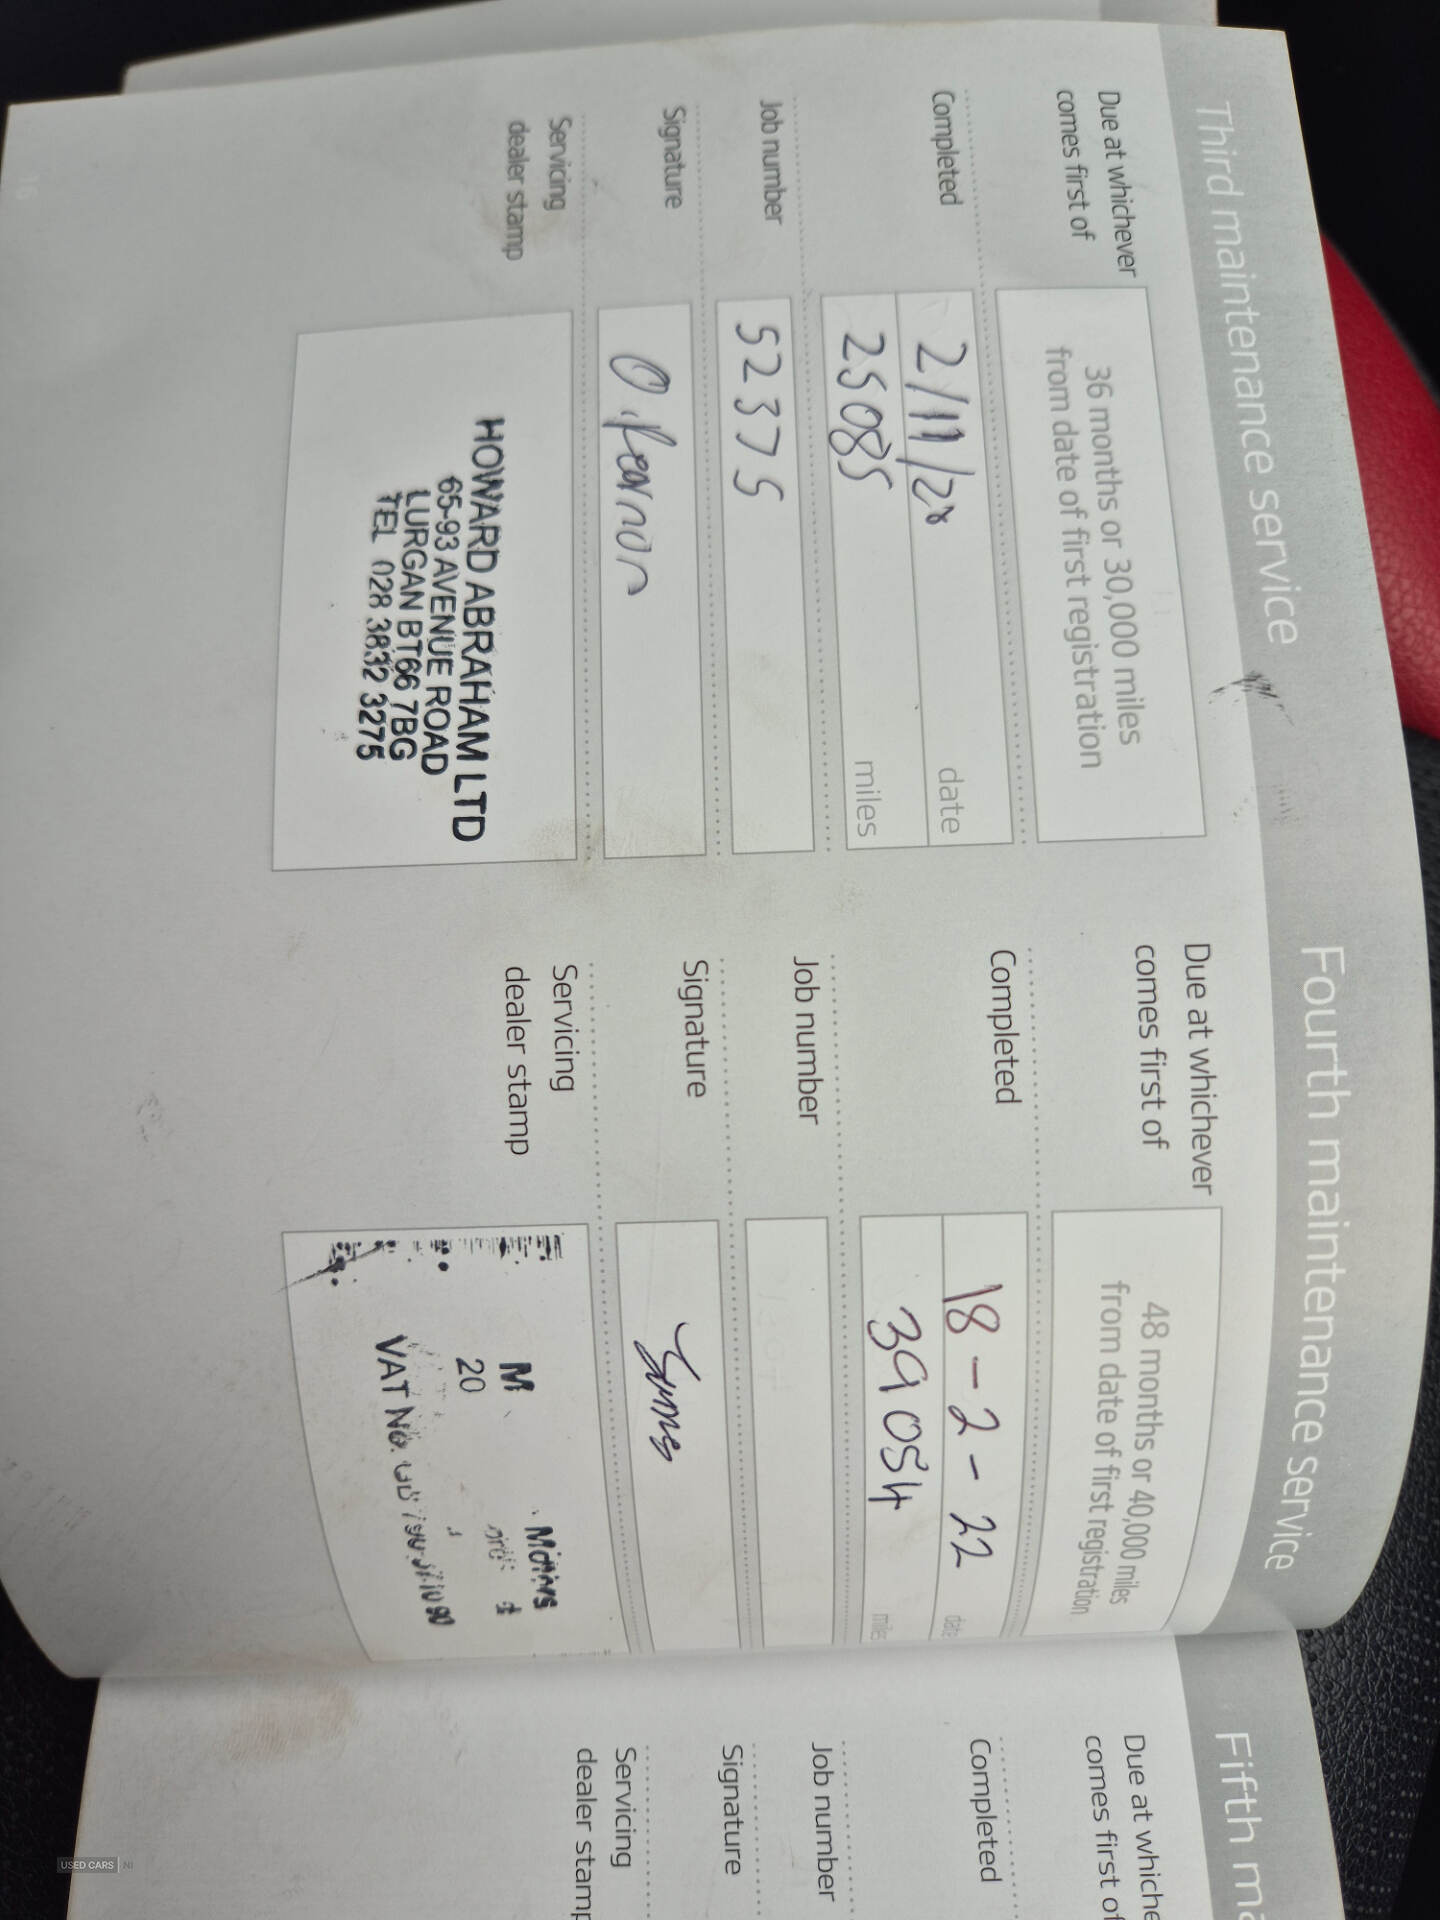 Third maintenance service
Due at whichever
comes first of
36 months or 30,000 miles
from date of first registration
Completed
date
25085
miles
Job number
52375
Signature
Servicing
dealer stamp
HOWARD ABRAHAM LTD
65-93 AVENUE ROAD
LURGAN BT66 7BG
TEL 028 3832 3275
16
Fourth maintenance service
Due at whichever
comes first of
48 months or 40,000 miles
from date of first registration
Completed
18-2-22
date
39054
miles
Job number
Signature
Servicing
dealer stamp
M
20
VAT No.
Fifth ma
Due at whiche
comes first of
Completed
Job number
Signature
Servicing
dealer stamp
USED CARS NI